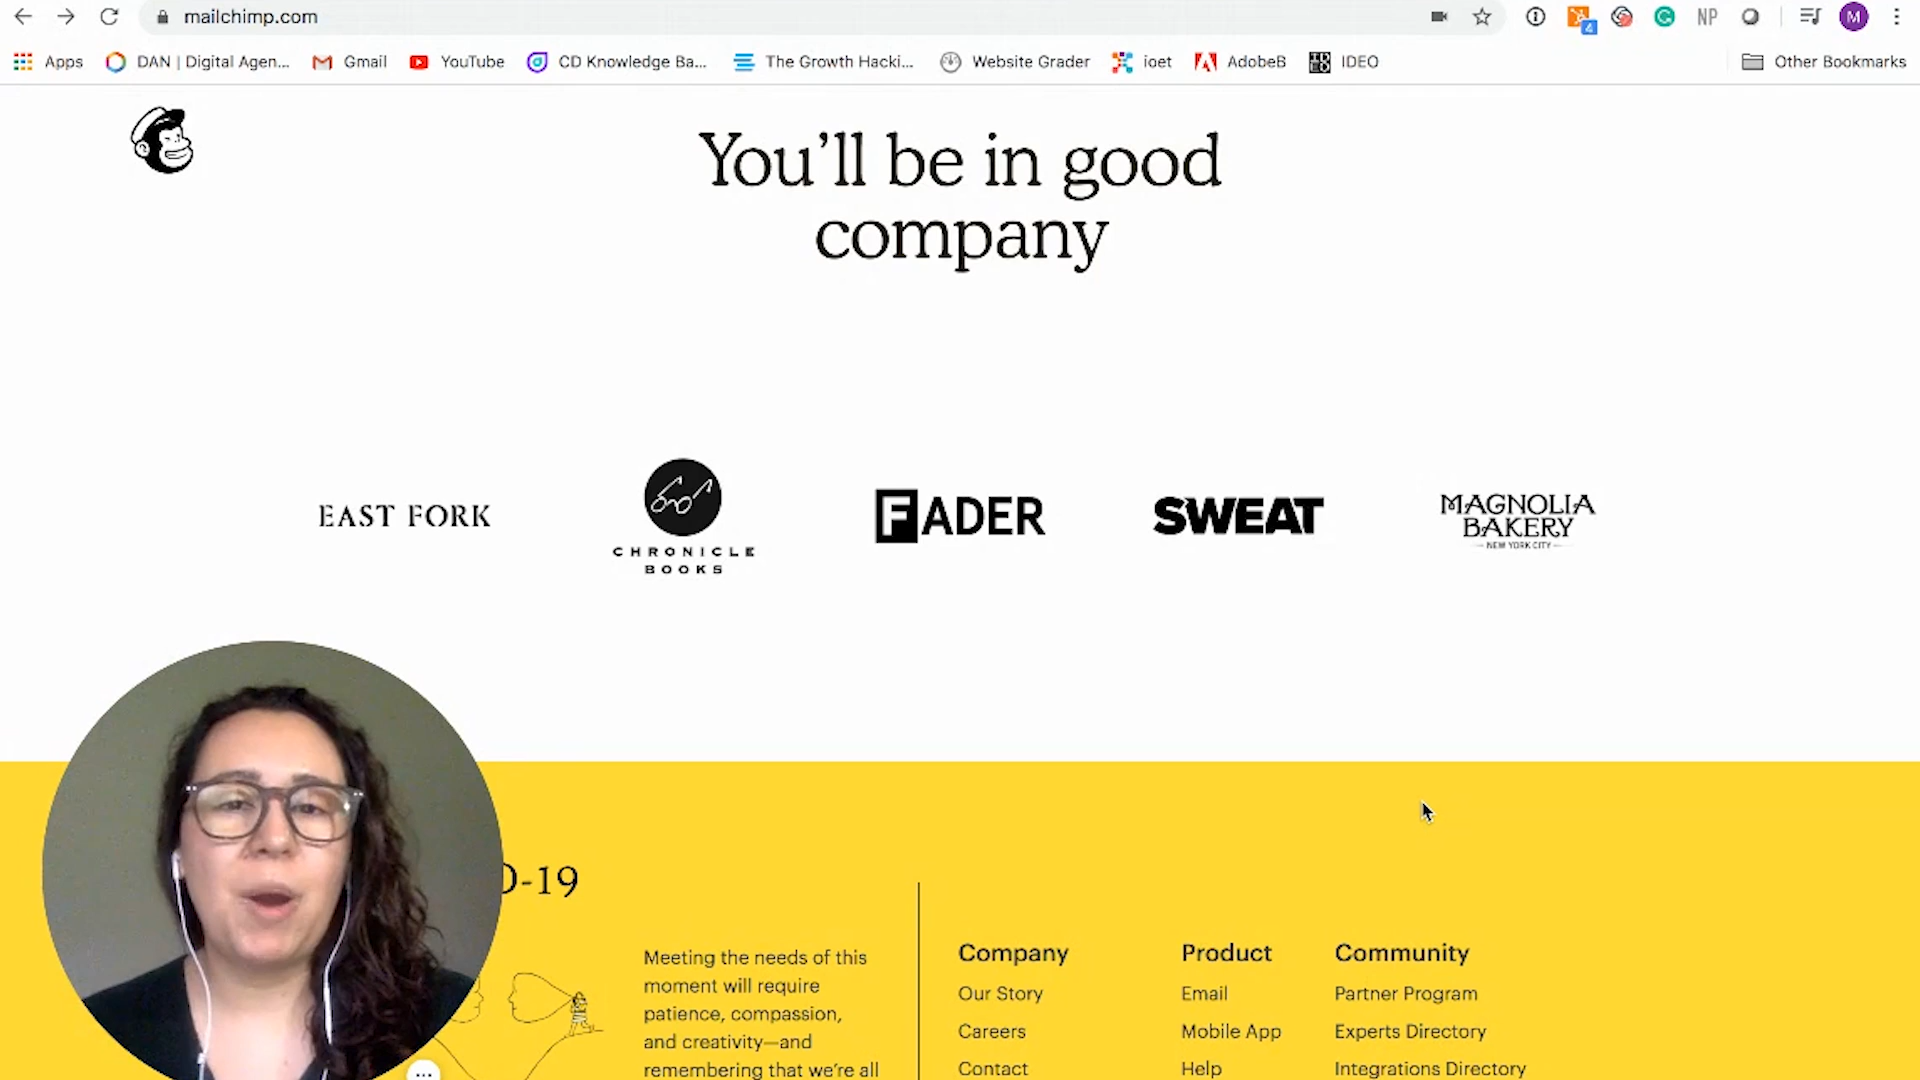 mailchimp.com
4
NP
M
Apps
DAN | Digital Agen...
Gmail
YouTube
CD Knowledge Ba...
The Growth Hacki...
Website Grader
ioet
AdobeB
IDEO
Other Bookmarks
You’ll be in good
company
EAST FORK
CHRONICLE
BOOKS
FADER
SWEAT
MAGNOLIA
BAKERY
NEW YORK CITY
D-19
Meeting the needs of this
moment will require
patience, compassion,
and creativity—and
remembering that we’re all
Company
Our Story
Careers
Contact
Product
Email
Mobile App
Help
Community
Partner Program
Experts Directory
Integrations Directory